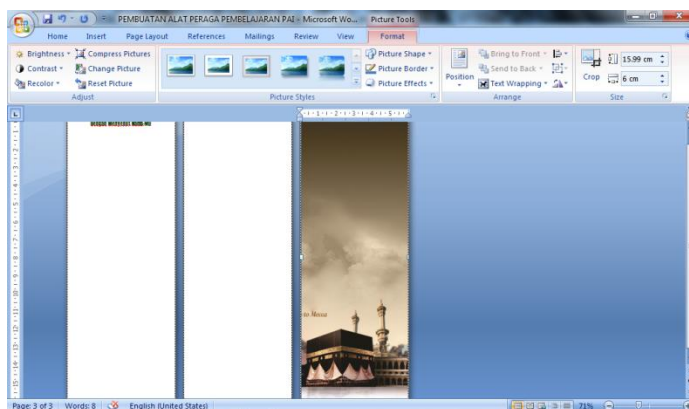 PEMBUATAN ALAT PERAGA PEMBELAJARAN PAI - Microsoft Wo...
Picture Tools
Home Insert Page Layout References Mailings Review View Format
Brightness
Contrast
Recolor
Compress Pictures
Change Picture
Reset Picture
Adjust
Picture Styles
Picture Shape
Picture Border
Picture Effects
Position
Bring to Front
Send to Back
Text Wrapping
Arrange
Crop
15.99 cm
6 cm
Size
Page: 3 of 3 Words: 8 English (United States) 71%